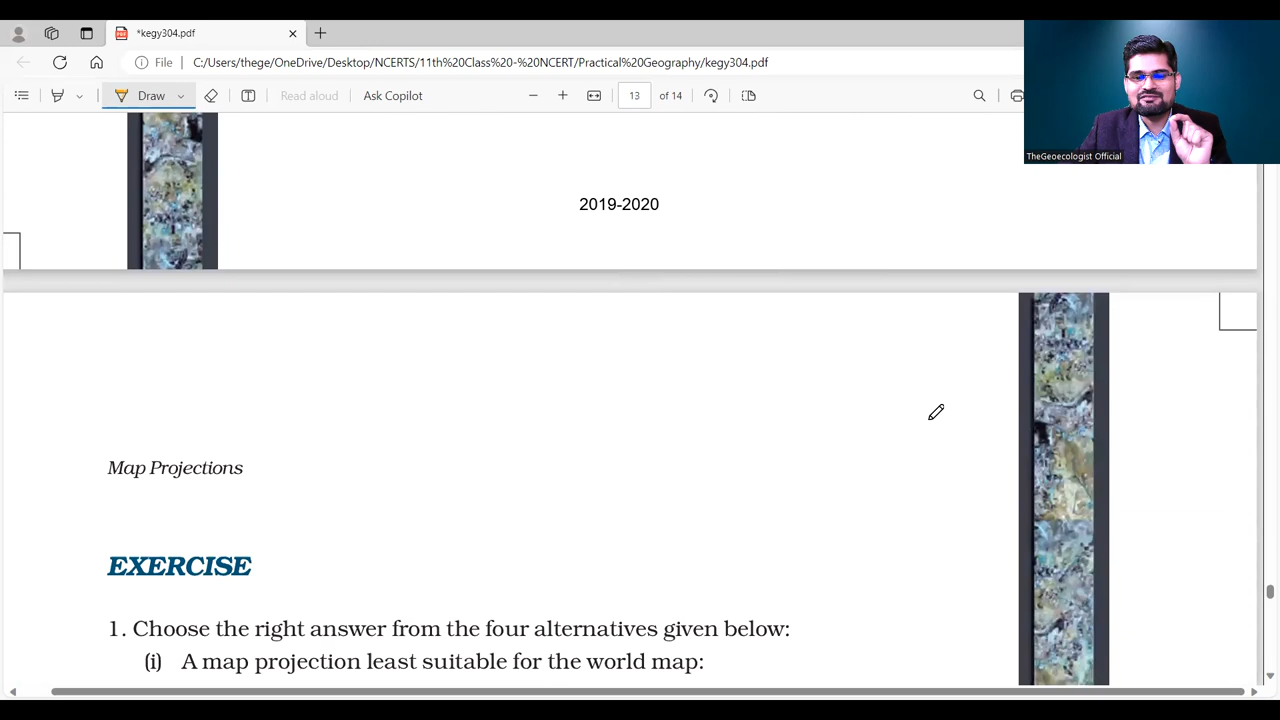 *kegy304.pdf
File C:/Users/thege/OneDrive/Desktop/NCERTS/11th%20Class%20-%20NCERT/Practical%20Geography/kegy304.pdf
Draw Read aloud Ask Copilot 13 of 14
TheGeoecologist Official
2019-2020
Map Projections
EXERCISE
1. Choose the right answer from the four alternatives given below:
(i) A map projection least suitable for the world map: